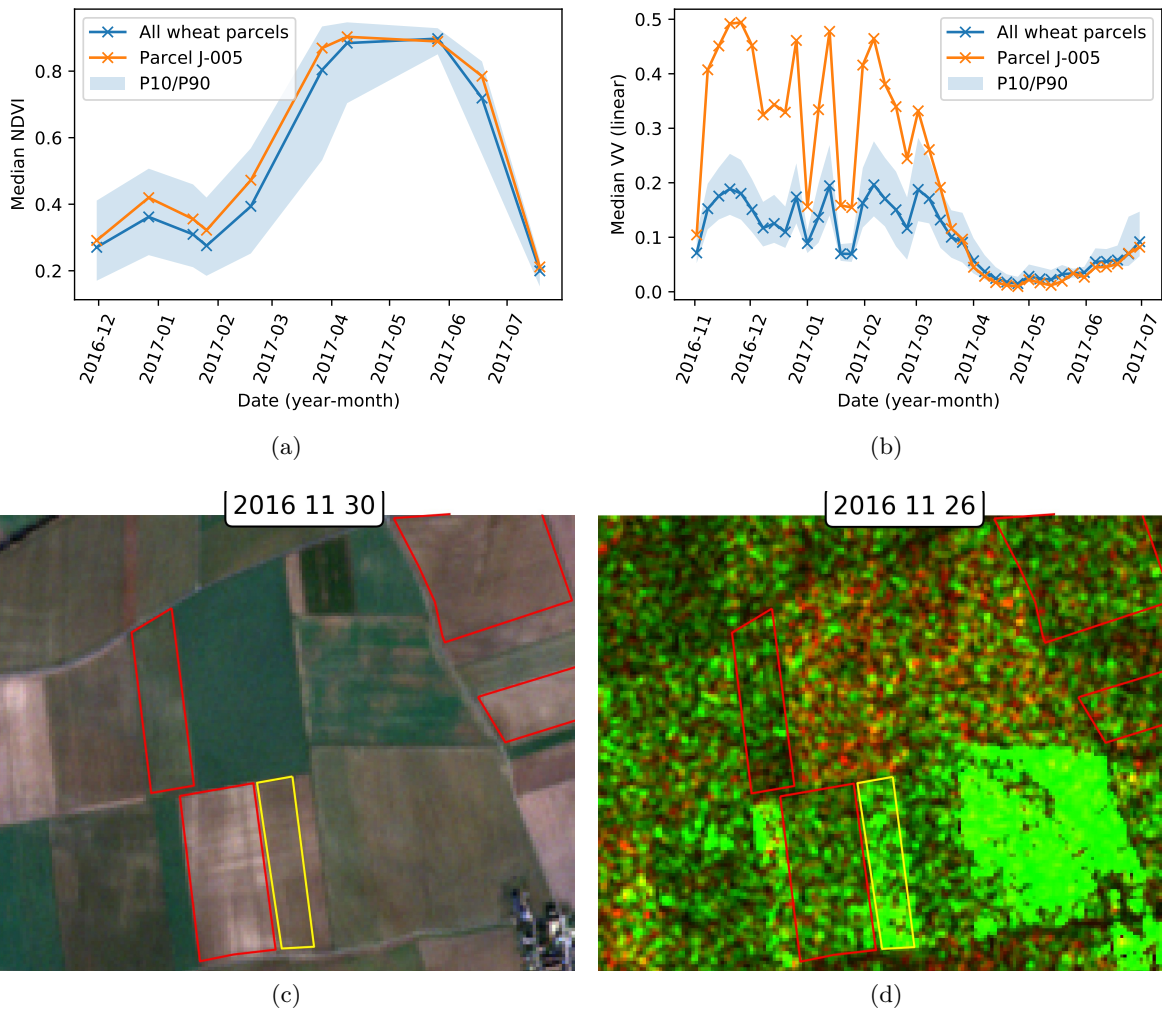 All wheat parcels
Parcel J-005
P10/P90
Median NDVI
0.8
0.6
0.4
0.2
2016-12
2017-01
2017-02
2017-03
2017-04
2017-05
2017-06
2017-07
Date (year-month)
(a)
All wheat parcels
Parcel J-005
P10/P90
Median VV (linear)
0.5
0.4
0.3
0.2
0.1
0.0
2016-11
2016-12
2017-01
2017-02
2017-03
2017-04
2017-05
2017-06
2017-07
Date (year-month)
(b)
2016 11 30
(c)
2016 11 26
(d)